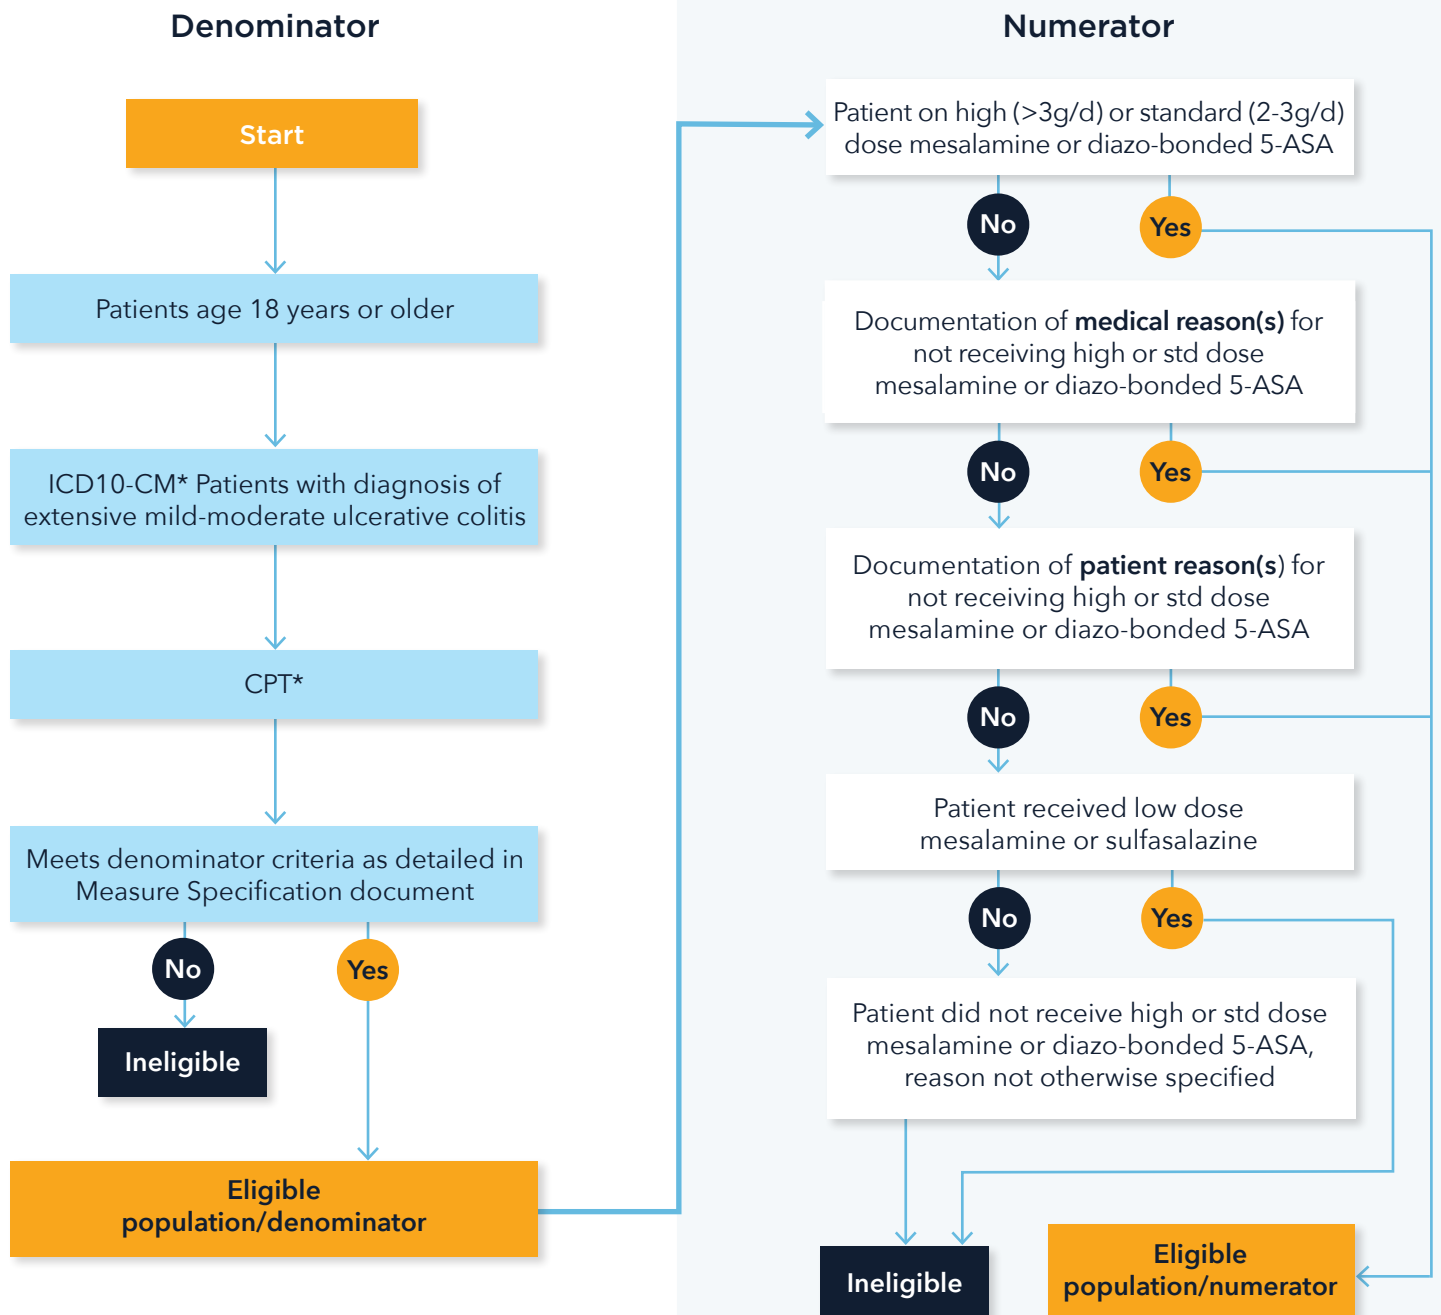 Denominator
Start
Patients age 18 years or older
ICD10-CM* Patients with diagnosis of
extensive mild-moderate ulcerative colitis
CPT*
Meets denominator criteria as detailed in
Measure Specification document
No
Yes
Ineligible
Eligible
population/denominator
Numerator
Patient on high (>3g/d) or standard (2-3g/d)
dose mesalamine or diazo-bonded 5-ASA
No
Yes
Documentation of medical reason(s) for
not receiving high or std dose
mesalamine or diazo-bonded 5-ASA
No
Yes
Documentation of patient reason(s) for
not receiving high or std dose
mesalamine or diazo-bonded 5-ASA
No
Yes
Patient received low dose
mesalamine or sulfasalazine
No
Yes
Patient did not receive high or std dose
mesalamine or diazo-bonded 5-ASA,
reason not otherwise specified
Ineligible
Eligible
population/numerator